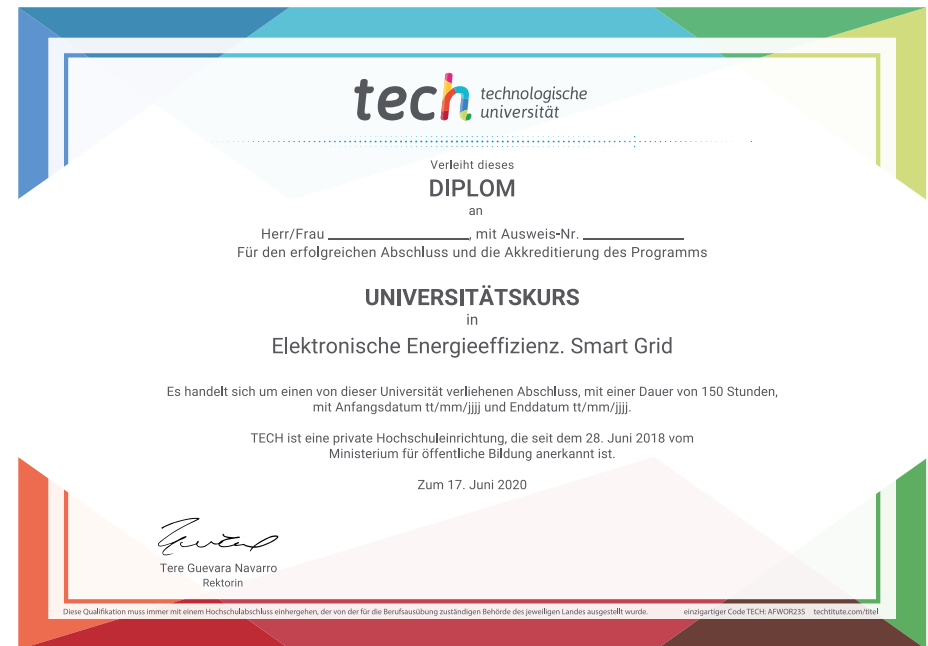 tech technologische
universität
Verleiht dieses
DIPLOM
an
Herr/Frau ____________________, mit Ausweis-Nr. ______________
Für den erfolgreichen Abschluss und die Akkreditierung des Programms
UNIVERSITÄTSKURS
in
Elektronische Energieeffizienz. Smart Grid
Es handelt sich um einen von dieser Universität verliehenen Abschluss, mit einer Dauer von 150 Stunden,
mit Anfangsdatum tt/mm/jjjj und Enddatum tt/mm/jjjj.
TECH ist eine private Hochschuleinrichtung, die seit dem 28. Juni 2018 vom
Ministerium für öffentliche Bildung anerkannt ist.
Zum 17. Juni 2020
Tere Guevara Navarro
Rektorin
Diese Qualifikation muss immer mit einem Hochschulabschluss einhergehen, der von der für die Berufsausübung zuständigen Behörde des jeweiligen Landes ausgestellt wurde. einzigartiger Code TECH: AFWOR23S techtitute.com/titel